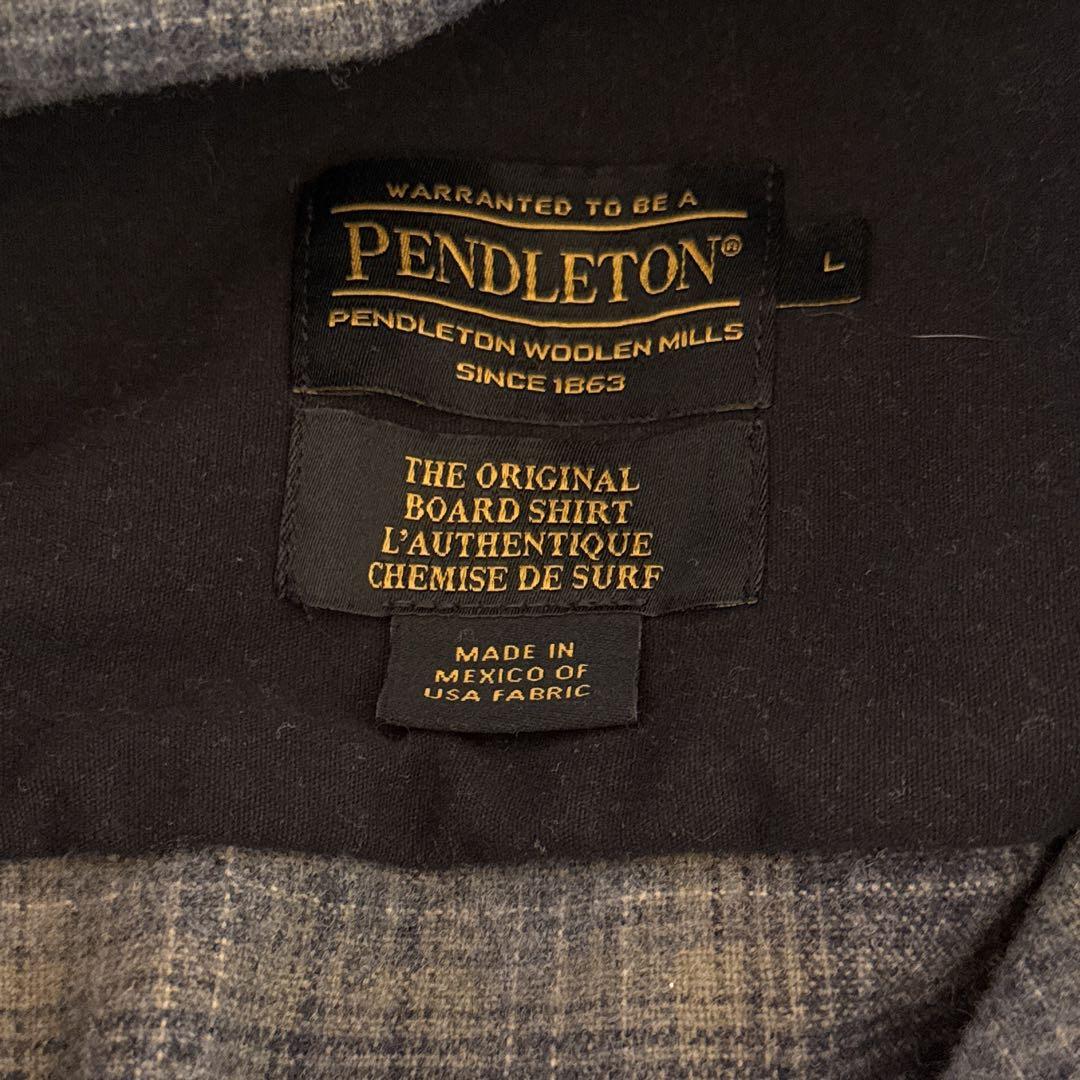 WARRANTED TO BE A
PENDLETON®
PENDLETON WOOLEN MILLS
SINCE 1863
L
THE ORIGINAL
BOARD SHIRT
L'AUTHENTIQUE
CHEMISE DE SURF
MADE IN
MEXICO OF
USA FABRIC